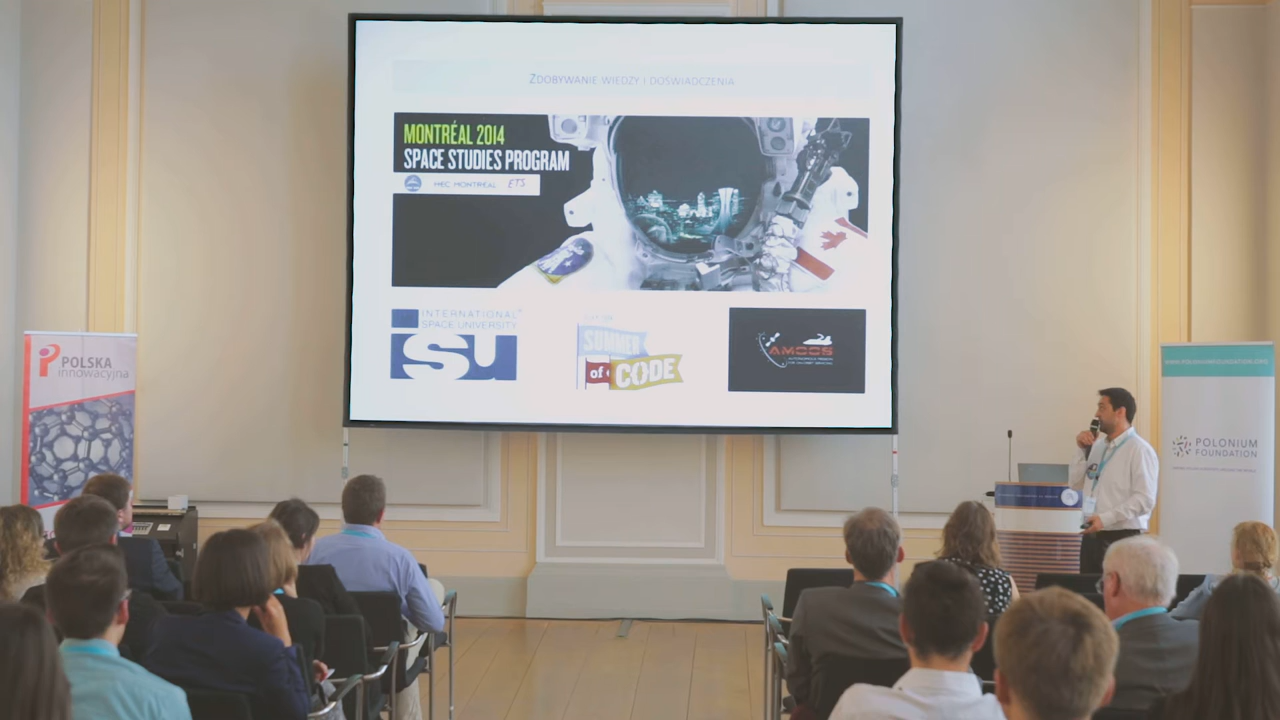 ZDOBYWANIE WIEDZY I DOŚWIADCZENIA
MONTRÉAL 2014
SPACE STUDIES PROGRAM
HEC MONTRÉAL ETS
INTERNATIONAL
SPACE UNIVERSITY
ISU
SUMMER
of CODE
AMOOS
POLSKA
innowacyjna
POLONIUM
FOUNDATION